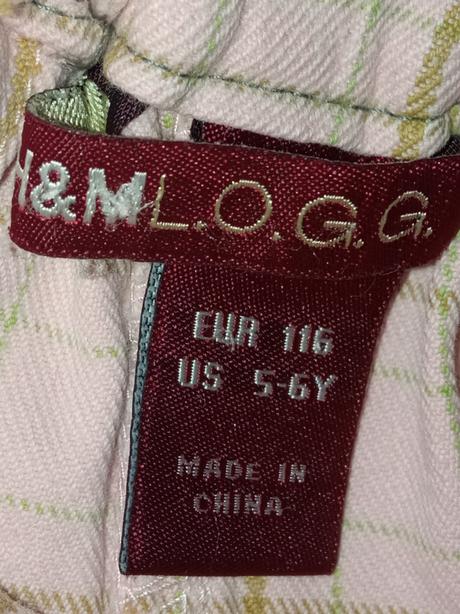 H&M L.O.G.G.
EUR 116
US 5-6Y
MADE IN
CHINA